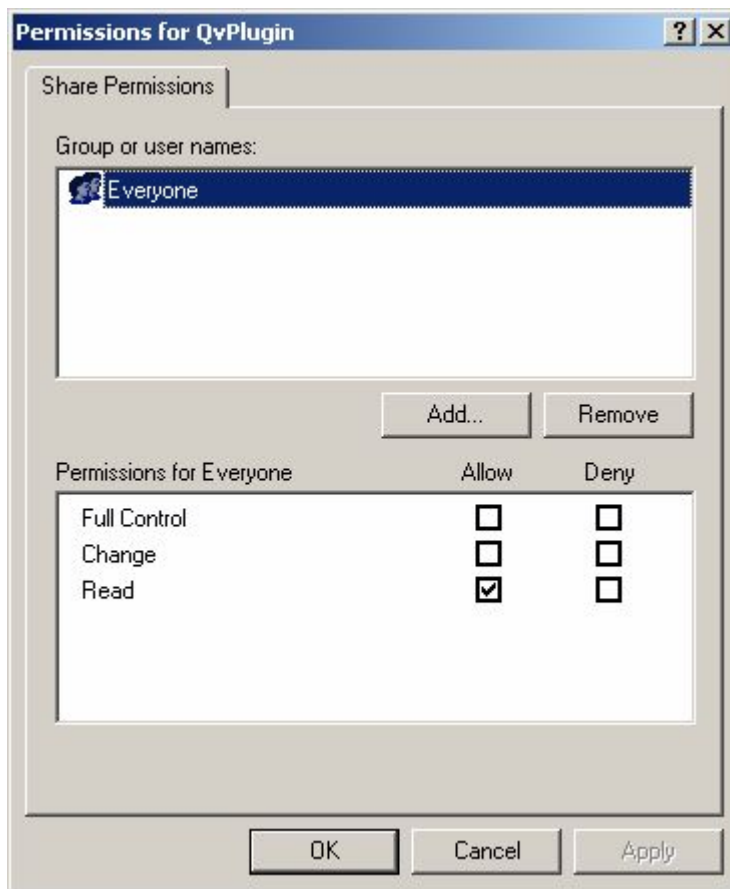 Permissions for QvPlugin
Share Permissions
Group or user names:
Everyone
Add... Remove
Permissions for Everyone Allow Deny
Full Control
Change
Read
OK Cancel Apply